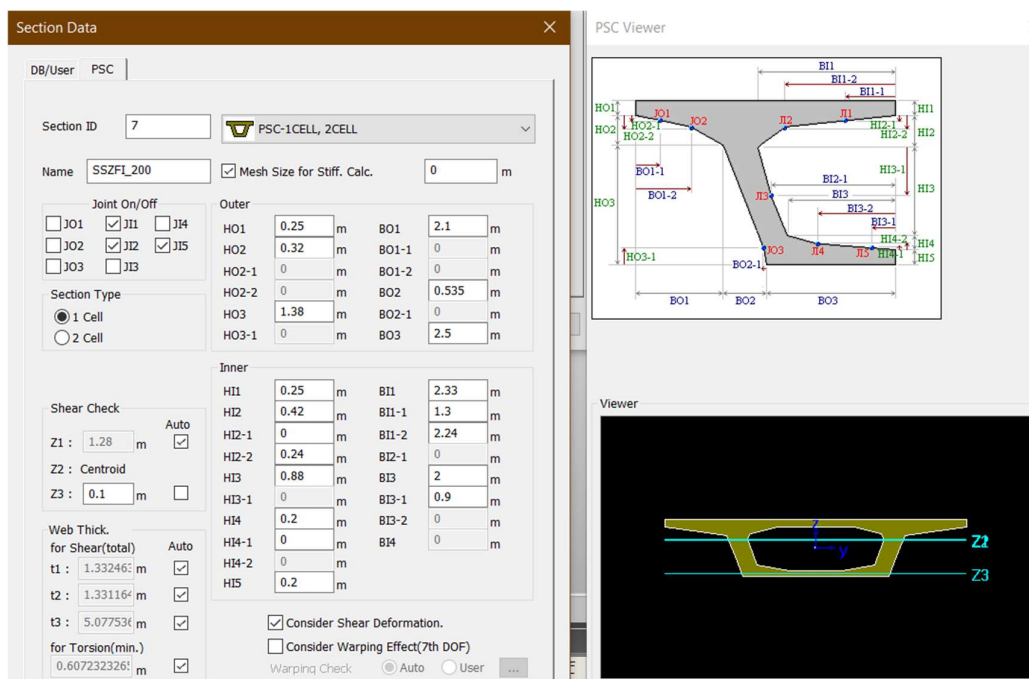 Section Data
DB/User PSC
Section ID 7 PSC-1CELL, 2CELL
Name SSZFI_200 Mesh Size for Stiff. Calc. 0 m
Joint On/Off
JO1 JI1 JI4
JO2 JI2 JI5
JO3 JI3
Section Type
1 Cell
2 Cell
Outer
HO1 0.25 m BO1 2.1 m
HO2 0.32 m BO1-1 0 m
HO2-1 0 m BO1-2 0 m
HO2-2 0 m BO2 0.535 m
HO3 1.38 m BO2-1 0 m
HO3-1 0 m BO3 2.5 m
Inner
HI1 0.25 m BI1 2.33 m
HI2 0.42 m BI1-1 1.3 m
HI2-1 0 m BI1-2 2.24 m
HI2-2 0.24 m BI2-1 0 m
HI3 0.88 m BI3 2 m
HI3-1 0 m BI3-1 0.9 m
HI4 0.2 m BI3-2 0 m
HI4-1 0 m BI4 0 m
HI4-2 0 m
HI5 0.2 m
Shear Check
Auto
Z1 : 1.28 m
Z2 : Centroid
Z3 : 0.1 m
Web Thick.
for Shear(total) Auto
t1 : 1.332463 m
t2 : 1.331164 m
t3 : 5.077536 m
for Torsion(min.)
0.6072323265 m
Consider Shear Deformation.
Consider Warping Effect(7th DOF)
Warping Check Auto User ...
PSC Viewer
BI1
BI1-2
BI1-1
HO1 JO1 JO2 JI2 JI1 HI1
HO2 HO2-1 HI2-1 HI2
HO2-2 HI2-2
BO1-1
BO1-2
HO3
HI3-1
BI2-1 HI3
JI3 BI3
BI3-2
BI3-1
HI4-2 HI4
HO3-1 JO3 JI4 JI5 HI4-1 HI5
BO2-1
BO1 BO2 BO3
Viewer
z
y
Z3